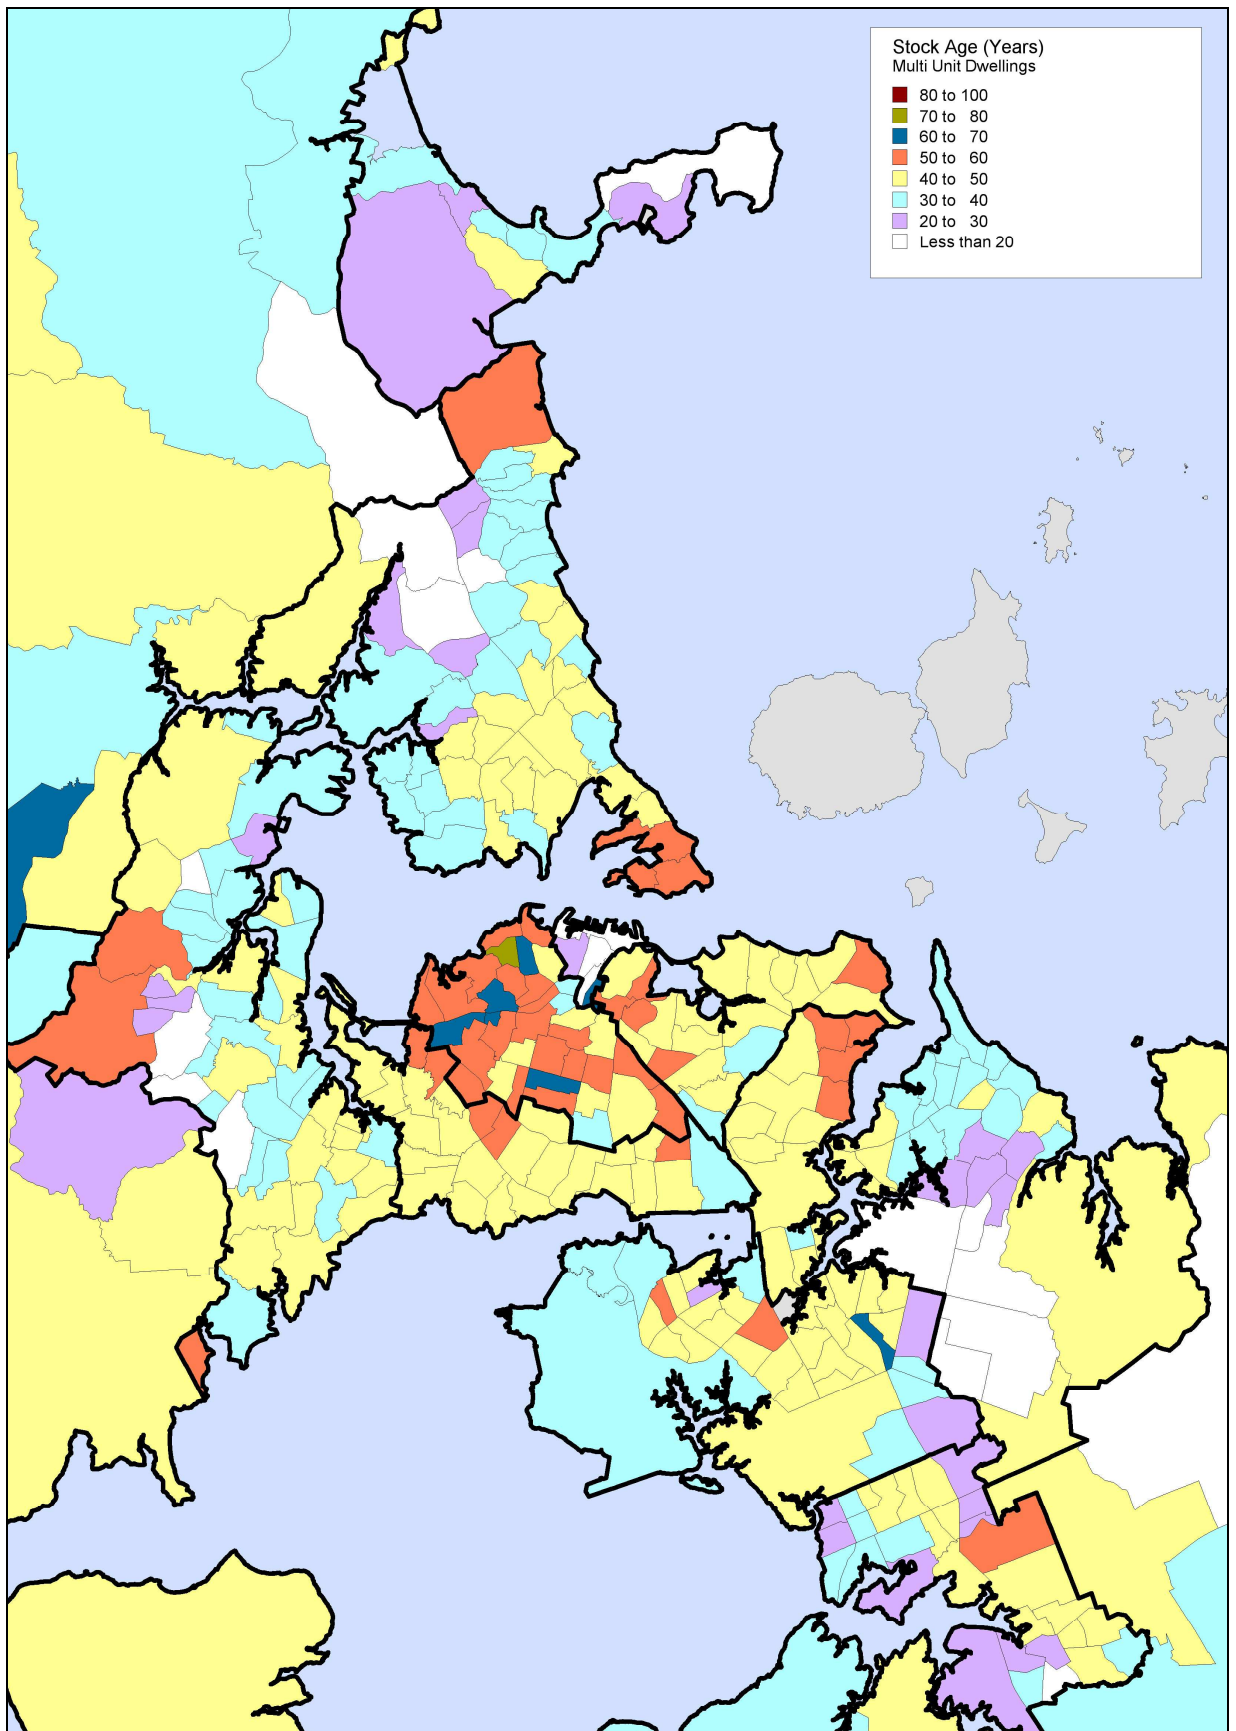 Stock Age (Years)
Multi Unit Dwellings
80 to 100
70 to 80
60 to 70
50 to 60
40 to 50
30 to 40
20 to 30
Less than 20